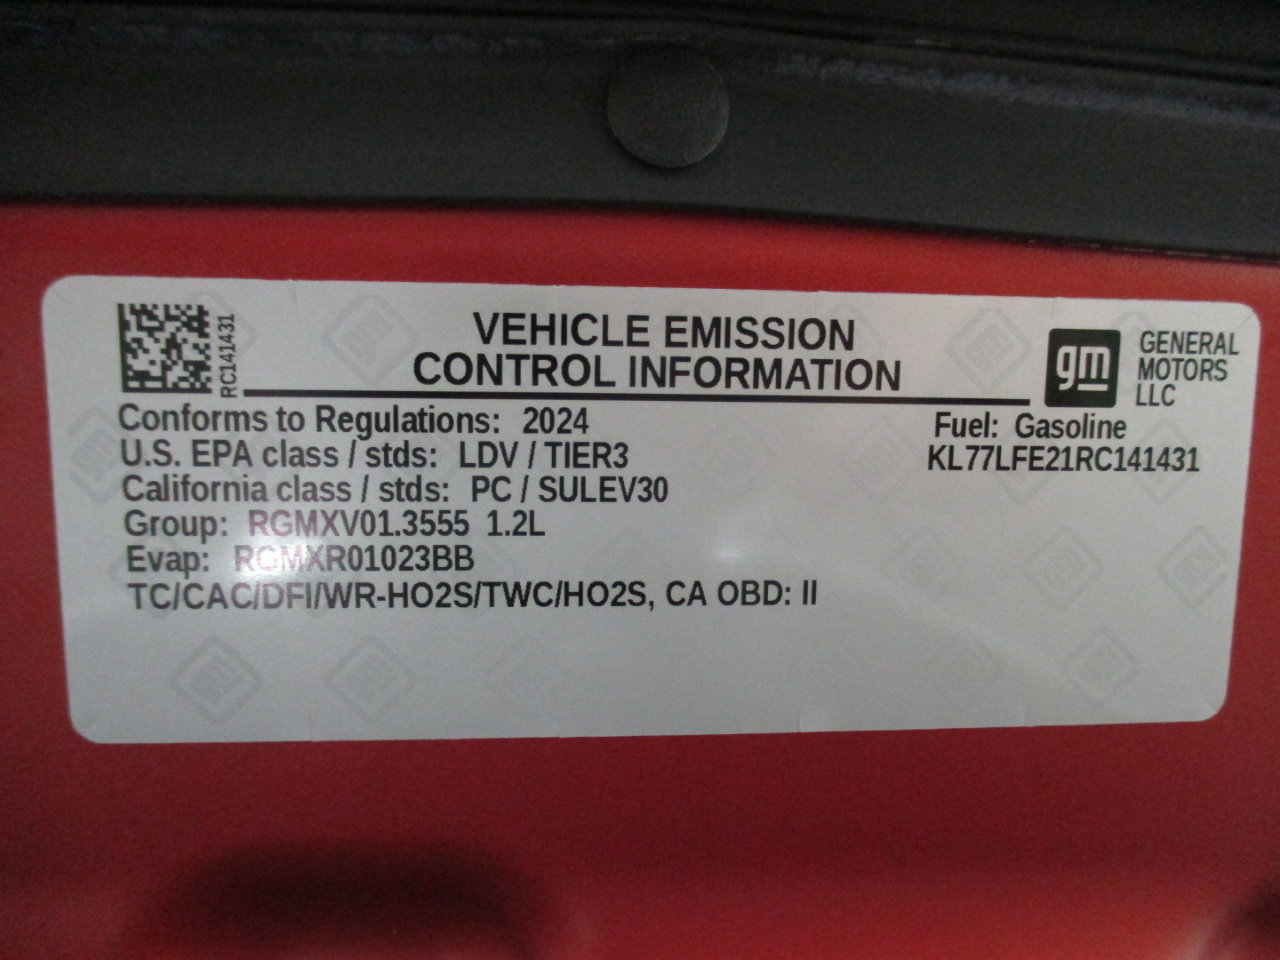 RC141431
VEHICLE EMISSION
CONTROL INFORMATION
gm
GENERAL
MOTORS
LLC
Conforms to Regulations: 2024
U.S. EPA class / stds: LDV / TIER3
California class / stds: PC / SULEV30
Group: RGMXV01.3555 1.2L
Evap: RGMXR01023BB
TC/CAC/DFI/WR-HO2S/TWC/HO2S, CA OBD: II
Fuel: Gasoline
KL77LFE21RC141431